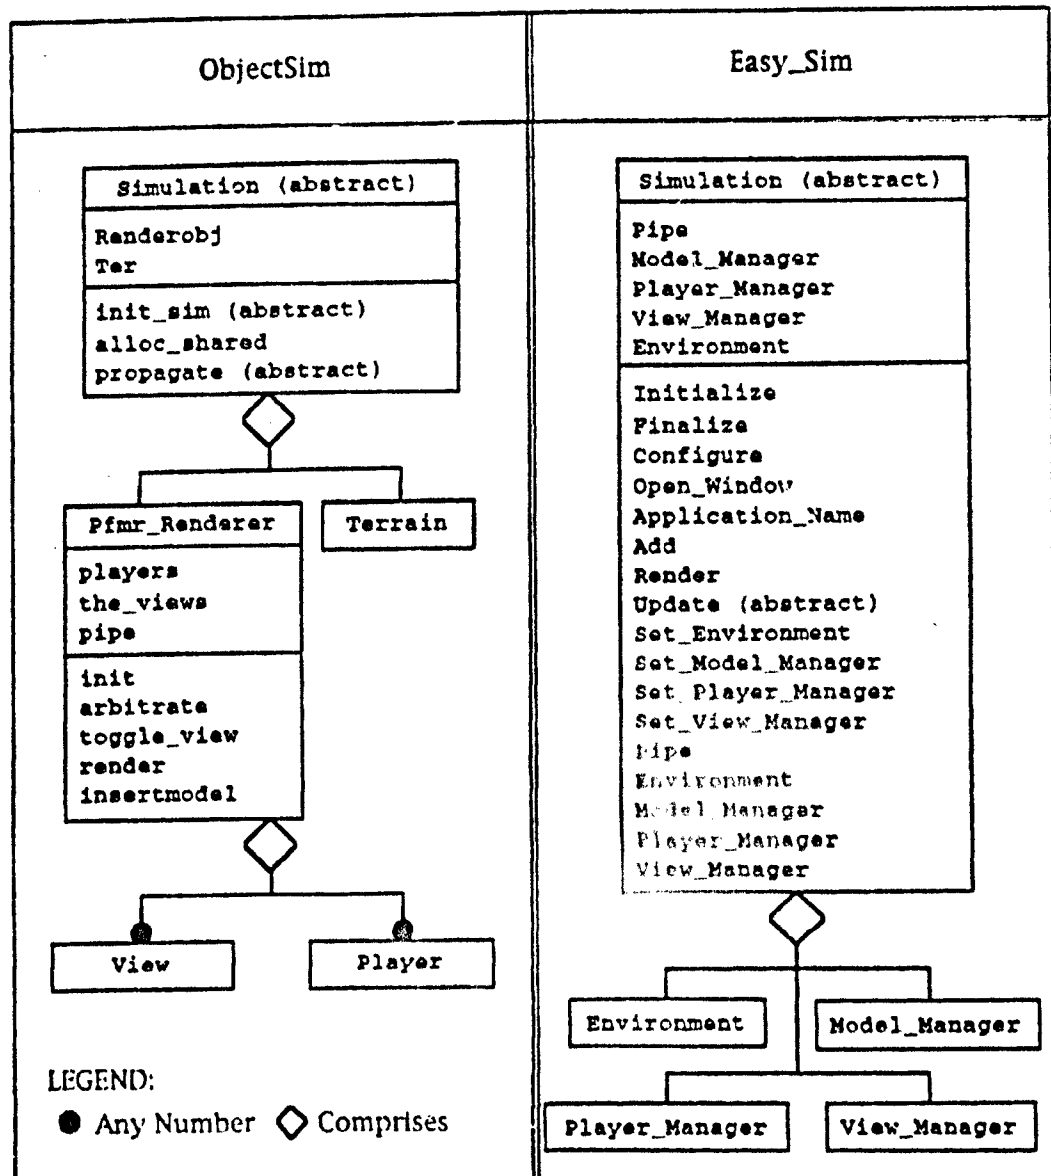 ObjectSim
Easy_Sim
Simulation (abstract)
Renderobj
Ter
init_sim (abstract)
alloc_shared
propagate (abstract)
Pfmr_Renderer
Terrain
players
the_views
pipe
init
arbitrate
toggle_view
render
insertmodel
View
Player
LEGEND:
Any Number
Comprises
Simulation (abstract)
Pipe
Model_Manager
Player_Manager
View_Manager
Environment
Initialize
Finalize
Configure
Open_Window
Application_Name
Add
Render
Update (abstract)
Set_Environment
Set_Model_Manager
Set_Player_Manager
Set_View_Manager
Pipe
Environment
Model_Manager
Player_Manager
View_Manager
Environment
Model_Manager
Player_Manager
View_Manager